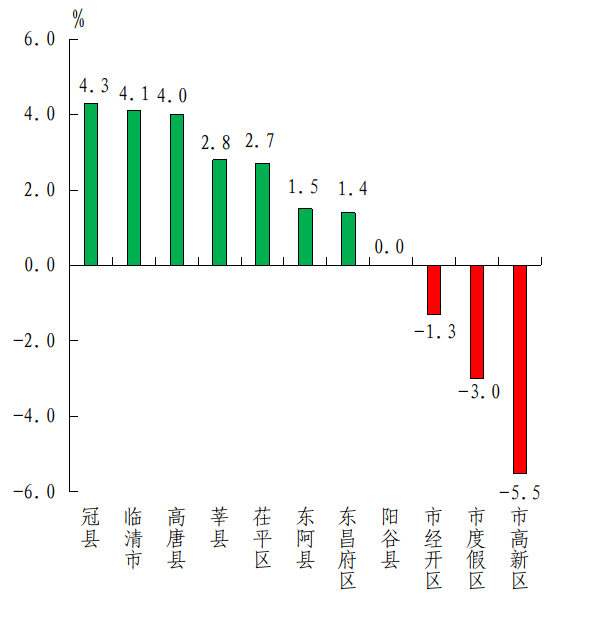 %
6.0
4.0
2.0
0.0
-2.0
-4.0
-6.0
4.3
4.1
4.0
2.8
2.7
1.5
1.4
0.0
-1.3
-3.0
-5.5
冠县
临清市
高唐县
莘县
茌平区
东阿县
东昌府区
阳谷县
市经开区
市度假区
市高新区